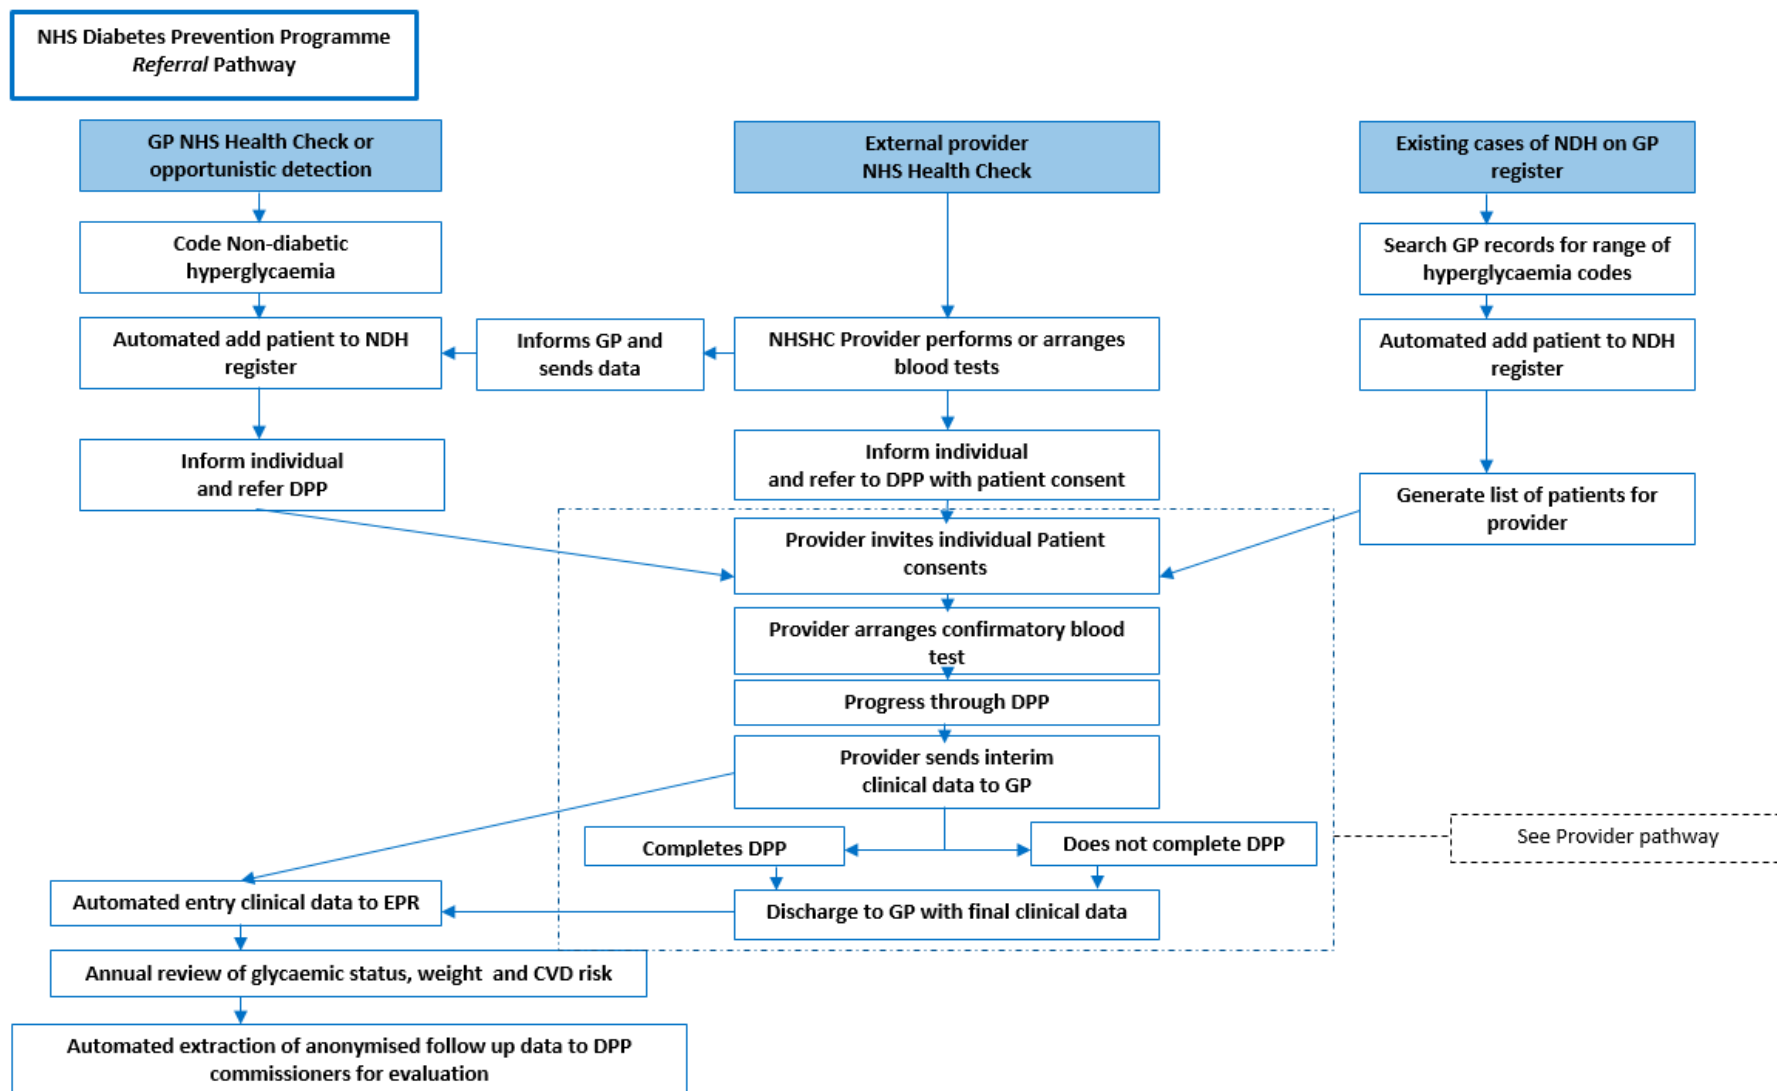 NHS Diabetes Prevention Programme
Referral Pathway
GP NHS Health Check or
opportunistic detection
External provider
NHS Health Check
Existing cases of NDH on GP
register
Code Non-diabetic
hyperglycaemia
Search GP records for range of
hyperglycaemia codes
Automated add patient to NDH
register
Informs GP and
sends data
NHSHC Provider performs or arranges
blood tests
Automated add patient to NDH
register
Inform individual
and refer DPP
Inform individual
and refer to DPP with patient consent
Generate list of patients for
provider
Provider invites individual Patient
consents
Provider arranges confirmatory blood
test
Progress through DPP
Provider sends interim
clinical data to GP
Completes DPP
Does not complete DPP
See Provider pathway
Automated entry clinical data to EPR
Discharge to GP with final clinical data
Annual review of glycaemic status, weight  and CVD risk
Automated extraction of anonymised follow up data to DPP
commissioners for evaluation